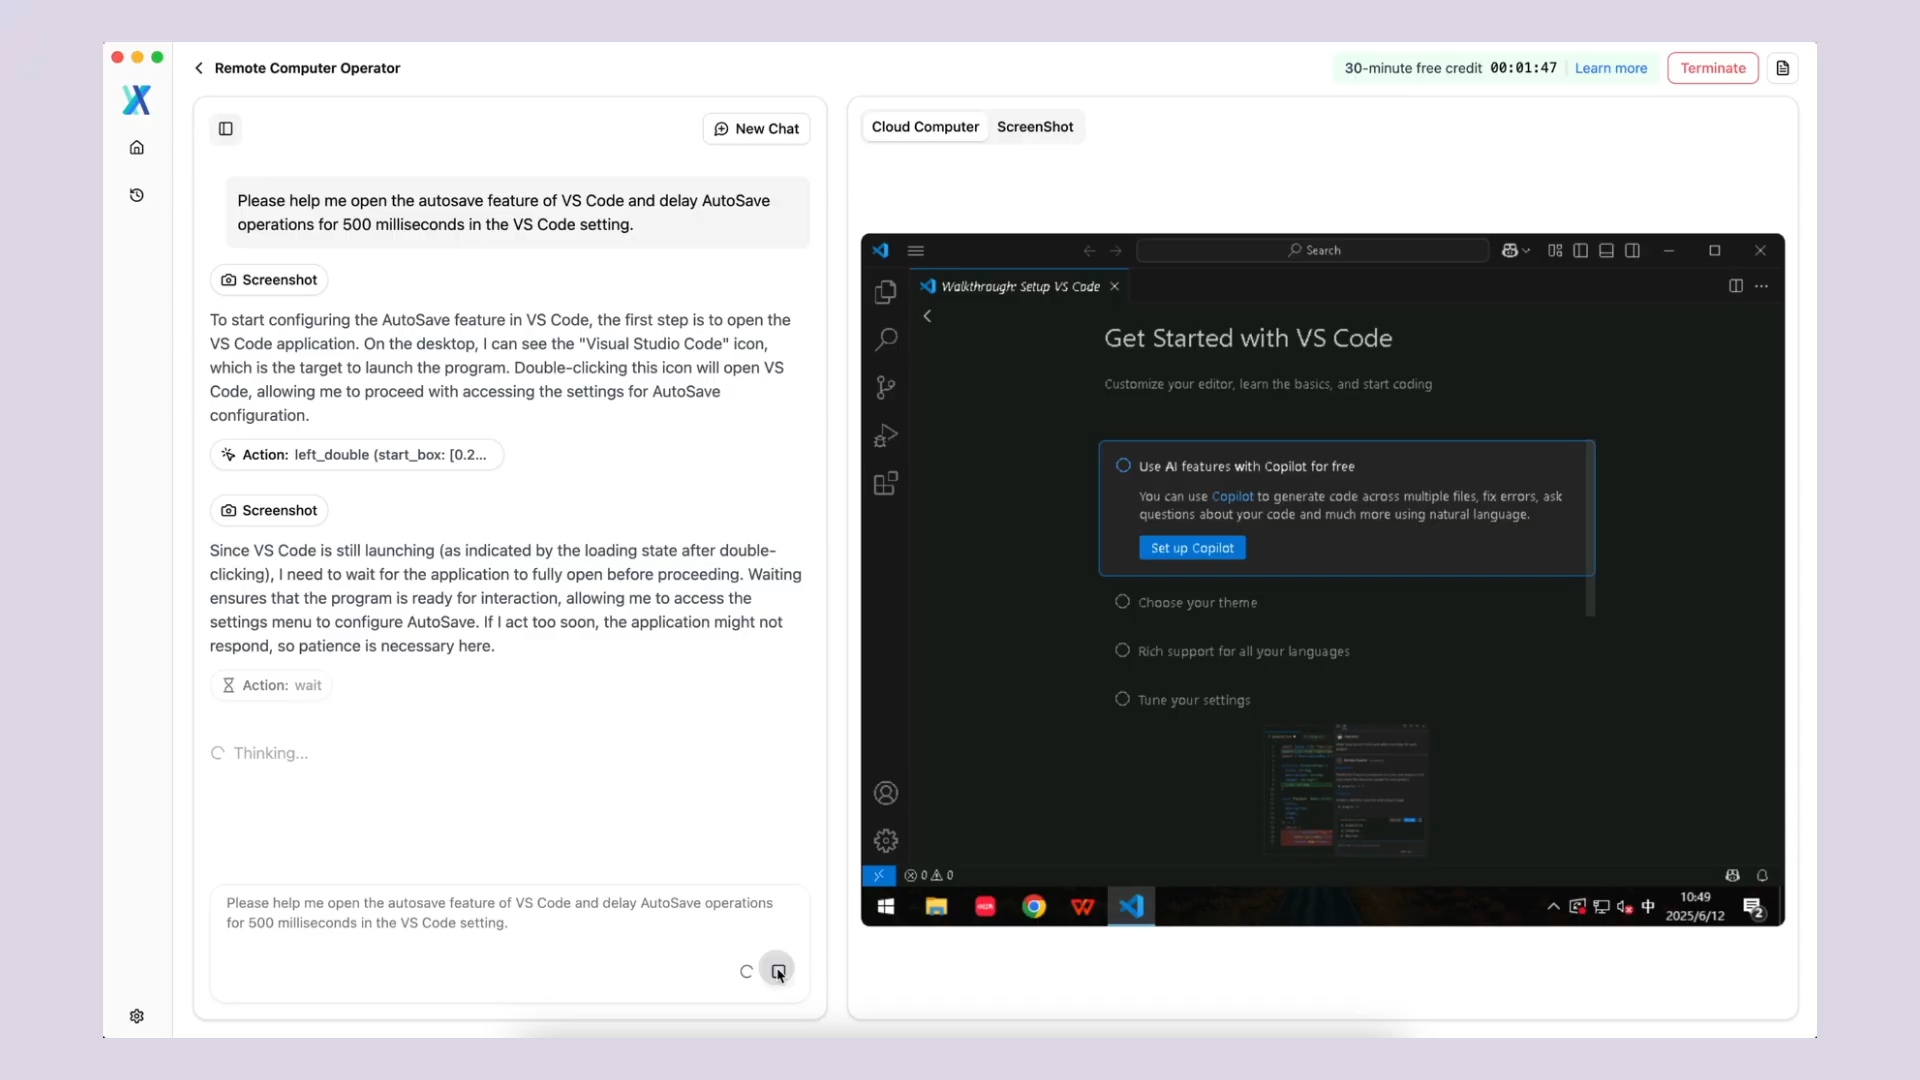 Remote Computer Operator
30-minute free credit 00:01:47 Learn more
Terminate
New Chat
Please help me open the autosave feature of VS Code and delay AutoSave
operations for 500 milliseconds in the VS Code setting.
Screenshot
To start configuring the AutoSave feature in VS Code, the first step is to open the
VS Code application. On the desktop, I can see the "Visual Studio Code" icon,
which is the target to launch the program. Double-clicking this icon will open VS
Code, allowing me to proceed with accessing the settings for AutoSave
configuration.
Action: left_double (start_box: [0.2...
Screenshot
Since VS Code is still launching (as indicated by the loading state after double-
clicking), I need to wait for the application to fully open before proceeding. Waiting
ensures that the program is ready for interaction, allowing me to access the
settings menu to configure AutoSave. If I act too soon, the application might not
respond, so patience is necessary here.
Action: wait
Thinking...
Please help me open the autosave feature of VS Code and delay AutoSave operations
for 500 milliseconds in the VS Code setting.
Cloud Computer
ScreenShot
Search
Walkthrough: Setup VS Code
Get Started with VS Code
Customize your editor, learn the basics, and start coding
Use AI features with Copilot for free
You can use Copilot to generate code across multiple files, fix errors, ask
questions about your code and much more using natural language.
Set up Copilot
Choose your theme
Rich support for all your languages
Tune your settings
0 0
中
10:49
2025/6/12
2